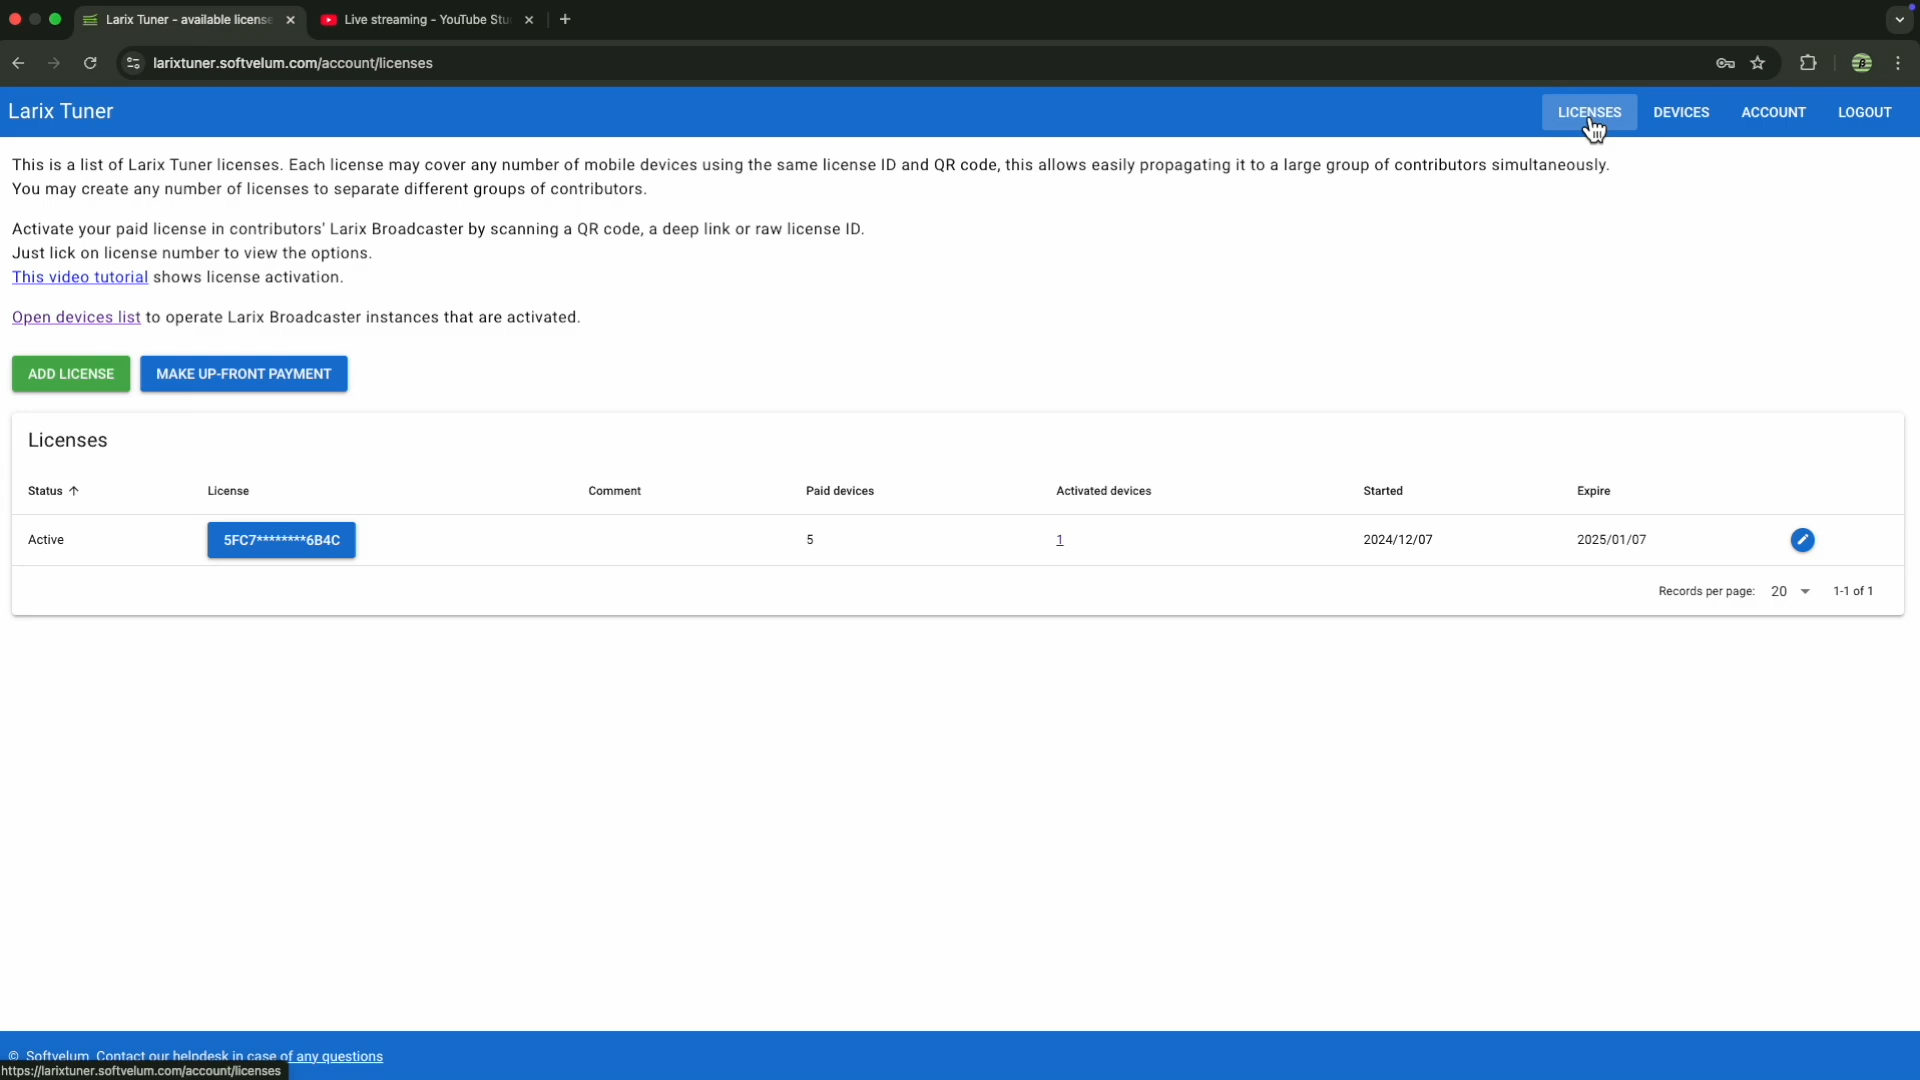 Larix Tuner - available license
Live streaming - YouTube Stu
larixtuner.softvelum.com/account/licenses
Larix Tuner
LICENSES
DEVICES
ACCOUNT
LOGOUT
This is a list of Larix Tuner licenses. Each license may cover any number of mobile devices using the same license ID and QR code, this allows easily propagating it to a large group of contributors simultaneously.
You may create any number of licenses to separate different groups of contributors.
Activate your paid license in contributors' Larix Broadcaster by scanning a QR code, a deep link or raw license ID.
Just lick on license number to view the options.
This video tutorial shows license activation.
Open devices list to operate Larix Broadcaster instances that are activated.
ADD LICENSE
MAKE UP-FRONT PAYMENT
Licenses
Status License Comment Paid devices Activated devices Started Expire
Active 5FC7********6B4C 5 1 2024/12/07 2025/01/07
Records per page: 20 1-1 of 1
© Softvelum. Contact our helpdesk in case of any questions
https://larixtuner.softvelum.com/account/licenses